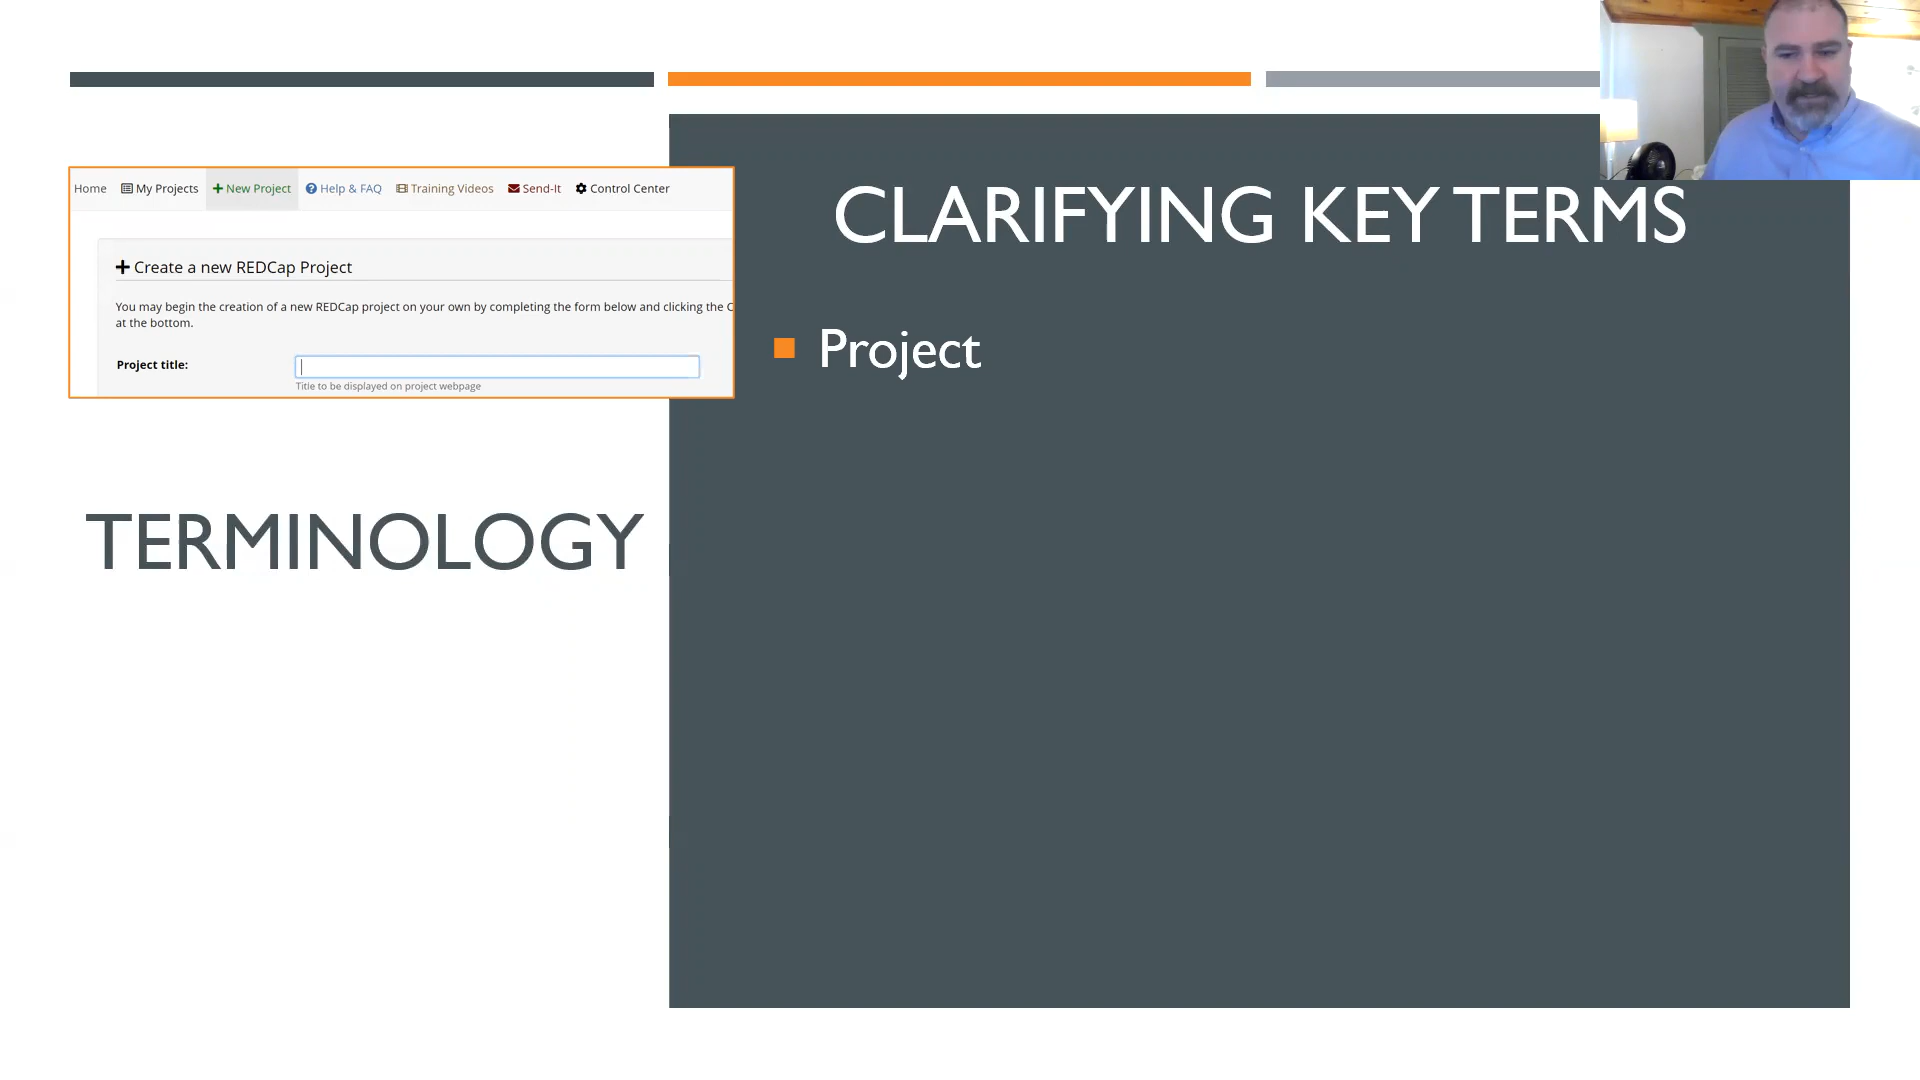 Home My Projects New Project Help & FAQ Training Videos Send-It Control Center
Create a new REDCap Project
You may begin the creation of a new REDCap project on your own by completing the form below and clicking the C
at the bottom.
Project title:
Title to be displayed on project webpage
TERMINOLOGY
CLARIFYING KEY TERMS
Project